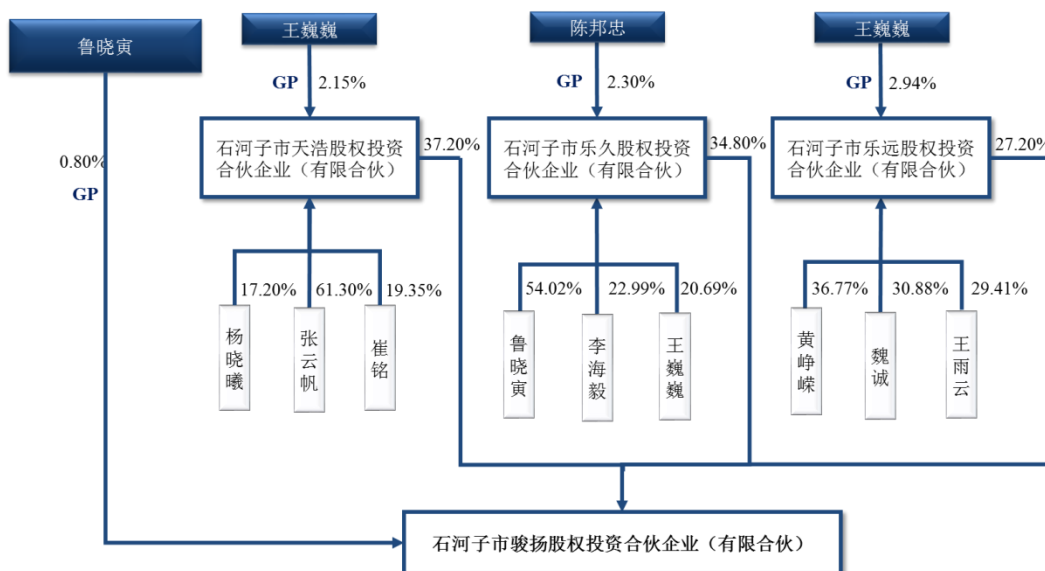 鲁晓寅
王巍巍
陈邦忠
王巍巍
GP
2.15%
GP
2.30%
GP
2.94%
0.80%
GP
石河子市天浩股权投资
合伙企业（有限合伙）
37.20%
石河子市乐久股权投资
合伙企业（有限合伙）
34.80%
石河子市乐远股权投资
合伙企业（有限合伙）
27.20%
17.20%
61.30%
19.35%
54.02%
22.99%
20.69%
36.77%
30.88%
29.41%
杨晓曦
张云帆
崔铭
鲁晓寅
李海毅
王巍巍
黄峥嵘
魏诚
王雨云
石河子市骏扬股权投资合伙企业（有限合伙）